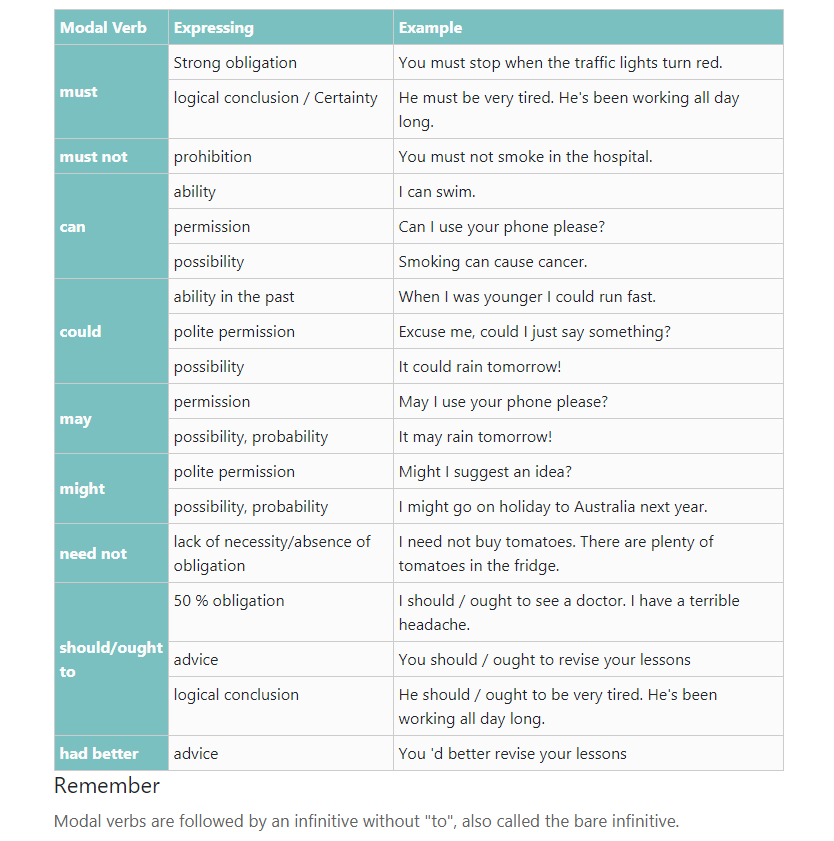 Modal Verb Expressing Example
must
Strong obligation You must stop when the traffic lights turn red.
logical conclusion / Certainty He must be very tired. He's been working all day
long.
must not prohibition You must not smoke in the hospital.
can
ability I can swim.
permission Can I use your phone please?
possibility Smoking can cause cancer.
could
ability in the past When I was younger I could run fast.
polite permission Excuse me, could I just say something?
possibility It could rain tomorrow!
may
permission May I use your phone please?
possibility, probability It may rain tomorrow!
might
polite permission Might I suggest an idea?
possibility, probability I might go on holiday to Australia next year.
need not
lack of necessity/absence of
obligation
I need not buy tomatoes. There are plenty of
tomatoes in the fridge.
should/ought
to
50 % obligation I should / ought to see a doctor. I have a terrible
headache.
advice You should / ought to revise your lessons
logical conclusion He should / ought to be very tired. He's been
working all day long.
had better advice You 'd better revise your lessons
Remember
Modal verbs are followed by an infinitive without "to", also called the bare infinitive.